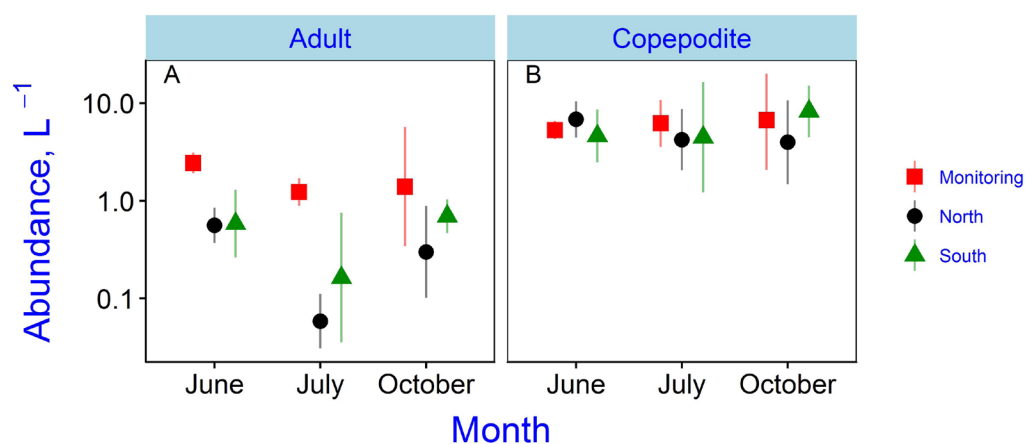 Adult
Copepodite
A
B
Abundance, L ⁻¹
10.0
1.0
0.1
June
July
October
June
July
October
Month
Monitoring
North
South